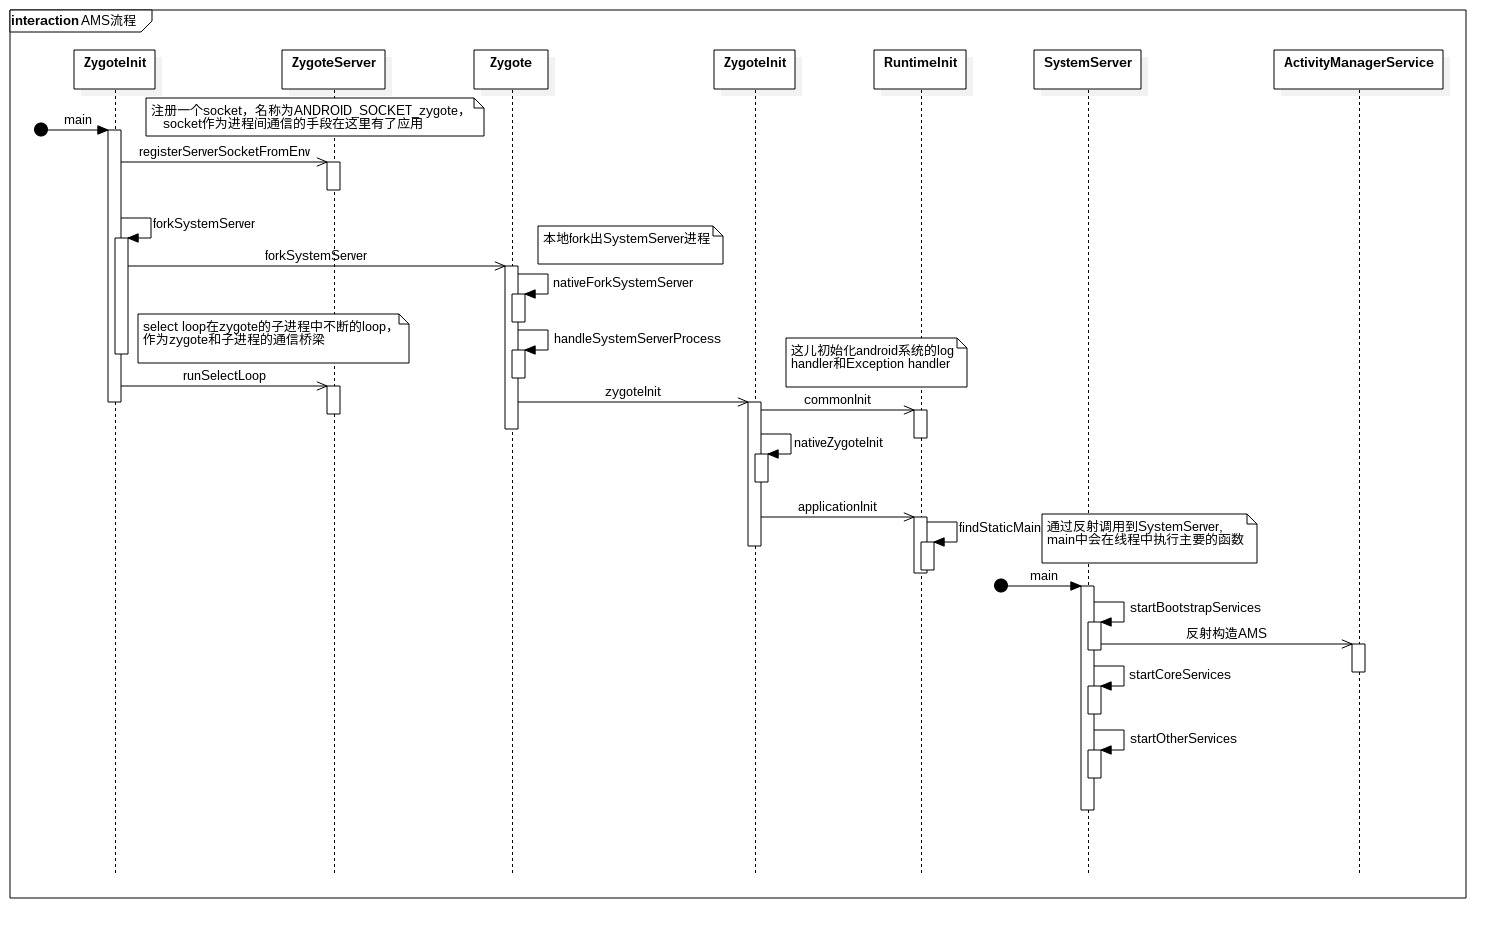 interaction AMS流程
ZygoteInit
ZygoteServer
Zygote
ZygoteInit
RuntimeInit
SystemServer
ActivityManagerService
注册一个socket，名称为ANDROID_SOCKET_zygote，
socket作为进程间通信的手段在这里有了应用
main
registerServerSocketFromEnv
forkSystemServer
本地fork出SystemServer进程
forkSystemServer
nativeForkSystemServer
select loop在zygote的子进程中不断的loop，
作为zygote和子进程的通信桥梁
handleSystemServerProcess
这儿初始化android系统的log
handler和Exception handler
runSelectLoop
zygoteInit
commonInit
nativeZygoteInit
applicationInit
findStaticMain
通过反射调用到SystemServer,
main中会在线程中执行主要的函数
main
startBootstrapServices
反射构造AMS
startCoreServices
startOtherServices